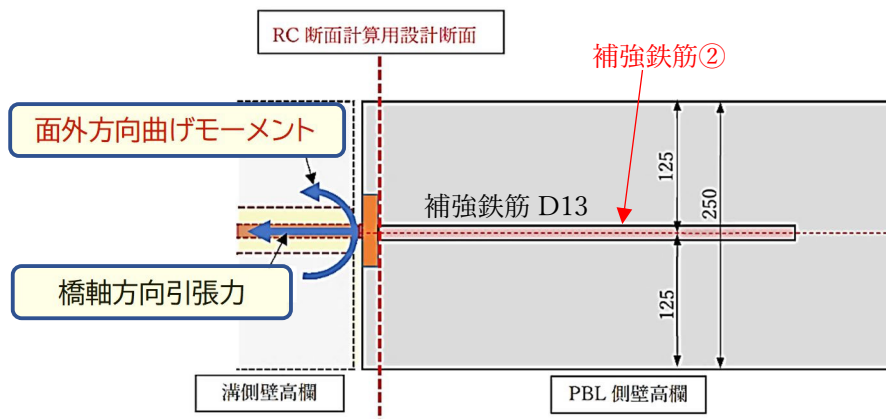 RC 断面計算用設計断面
補強鉄筋②
面外方向曲げモーメント
補強鉄筋 D13
橋軸方向引張力
125
250
125
溝側壁高欄
PBL 側壁高欄